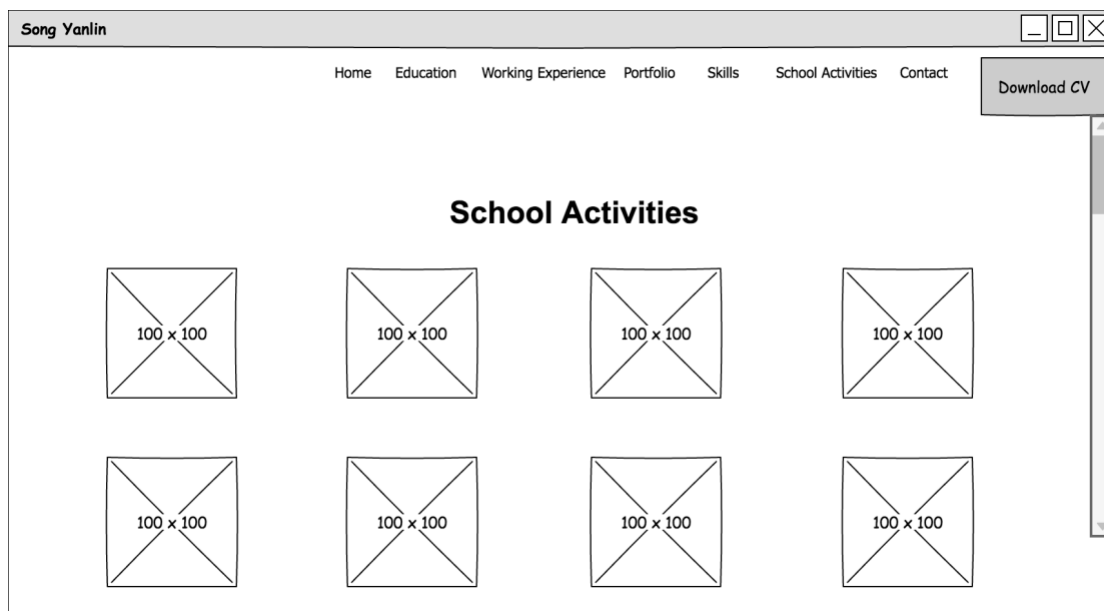 Song Yanlin
Home Education Working Experience Portfolio Skills School Activities Contact
Download CV
School Activities
100 x 100 100 x 100 100 x 100 100 x 100
100 x 100 100 x 100 100 x 100 100 x 100